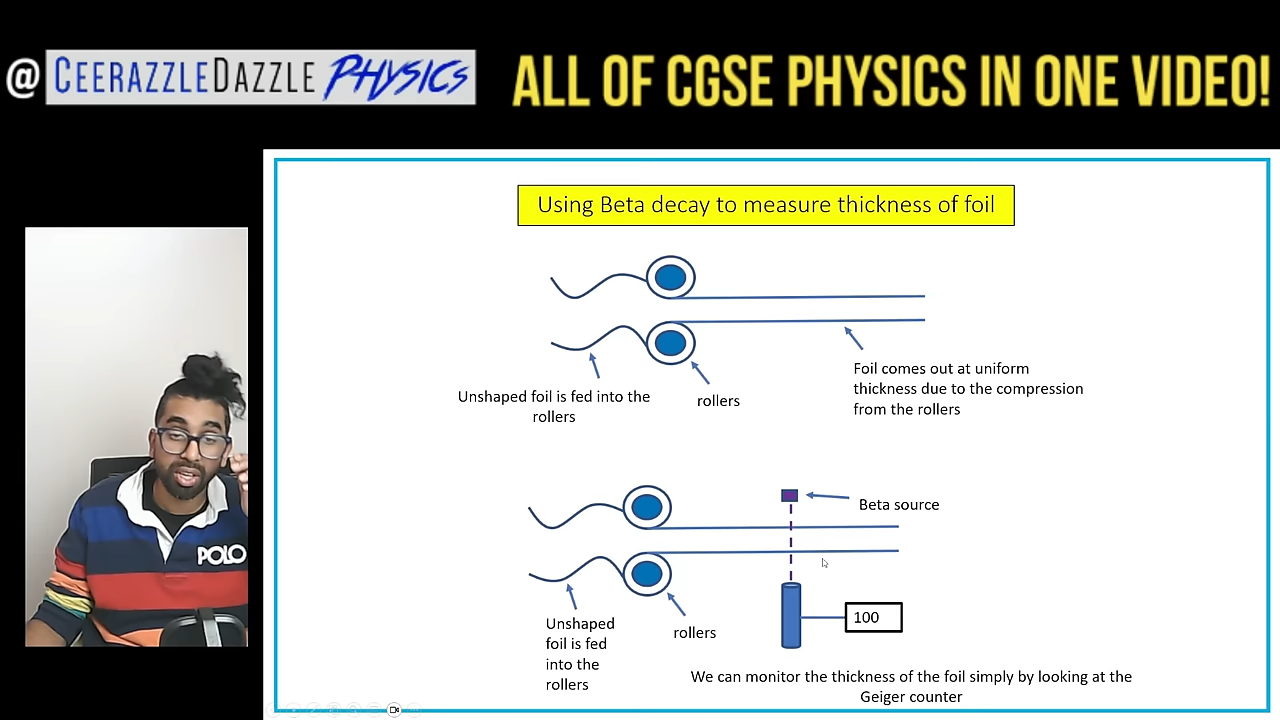 @ CEERAZZLEDAZZLE PHYSICS
ALL OF CGSE PHYSICS IN ONE VIDEO!
Using Beta decay to measure thickness of foil
Unshaped foil is fed into the
rollers
rollers
Foil comes out at uniform
thickness due to the compression
from the rollers
Beta source
POLO
Unshaped
foil is fed
into the
rollers
rollers
100
We can monitor the thickness of the foil simply by looking at the
Geiger counter